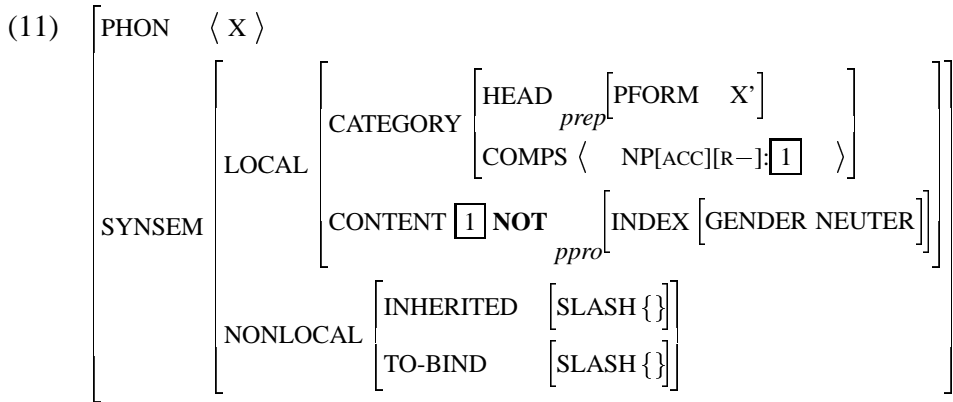 (11) PHON ⟨ X ⟩
HEAD prep[PFORM X’]
CATEGORY
COMPS ⟨ NP[ACC][R−]: 1 ⟩
LOCAL
CONTENT 1 NOT ppro[INDEX [GENDER NEUTER]]
SYNSEM
INHERITED [SLASH {}]
NONLOCAL
TO-BIND [SLASH {}]